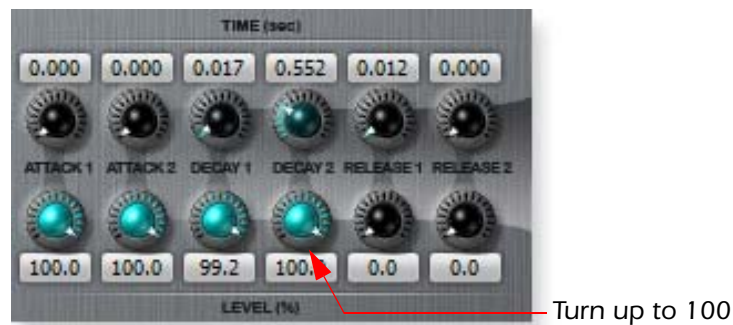 TIME (sec)
0.000 0.000 0.017 0.552 0.012 0.000
ATTACK 1 ATTACK 2 DECAY 1 DECAY 2 RELEASE 1 RELEASE 2
100.0 100.0 99.2 100. 0.0 0.0
LEVEL (%)
Turn up to 100